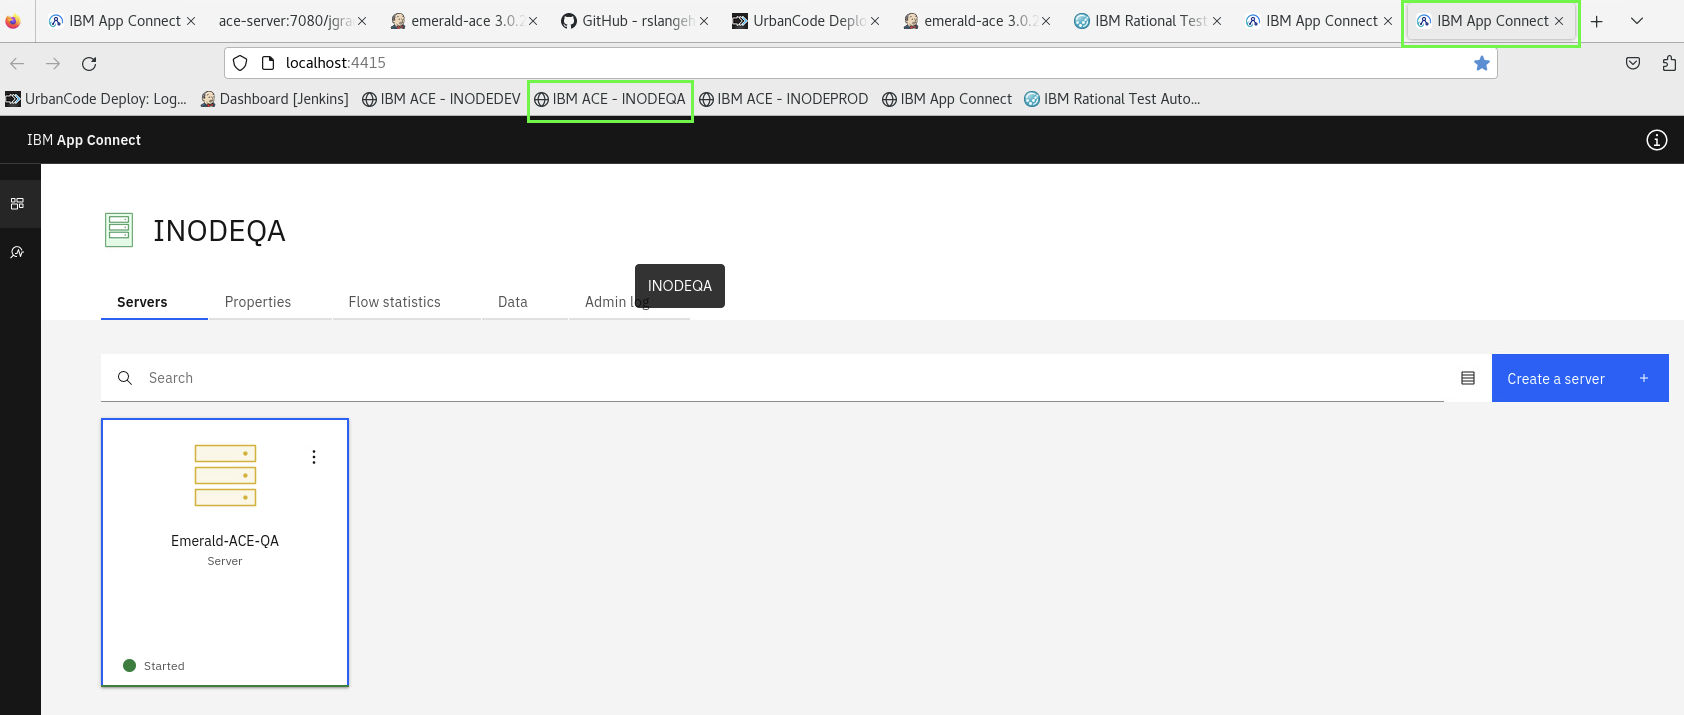 IBM App Connect ace-server:7080/jgra emerald-ace 3.0.2 GitHub - rslangeh UrbanCode Deplo emerald-ace 3.0.2 IBM Rational Test IBM App Connect IBM App Connect
localhost:4415
UrbanCode Deploy: Log... Dashboard [Jenkins] IBM ACE - INODEDEV IBM ACE - INODEQA IBM ACE - INODEPROD IBM App Connect IBM Rational Test Auto...
IBM App Connect
INODEQA
INODEQA
Servers Properties Flow statistics Data Admin log
Search
Create a server +
Emerald-ACE-QA
Server
Started